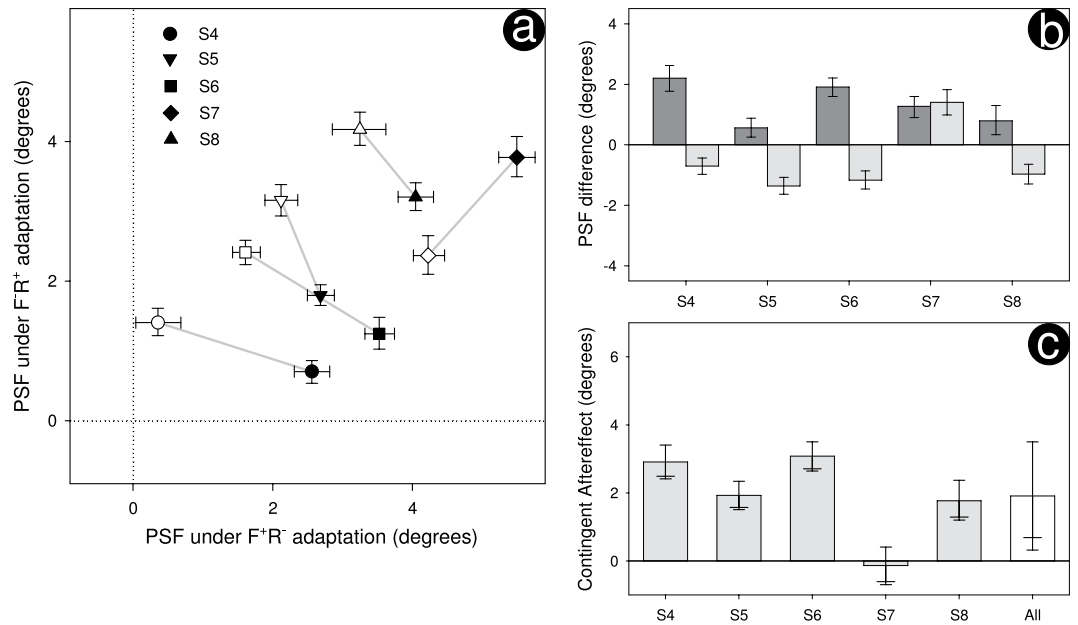 a
S4
S5
S6
S7
S8
PSF under F⁻R⁺ adaptation (degrees)
4
2
0
0 2 4
PSF under F⁺R⁻ adaptation (degrees)
b
PSF difference (degrees)
4
2
0
-2
-4
S4 S5 S6 S7 S8
c
Contingent Aftereffect (degrees)
6
4
2
0
S4 S5 S6 S7 S8 All